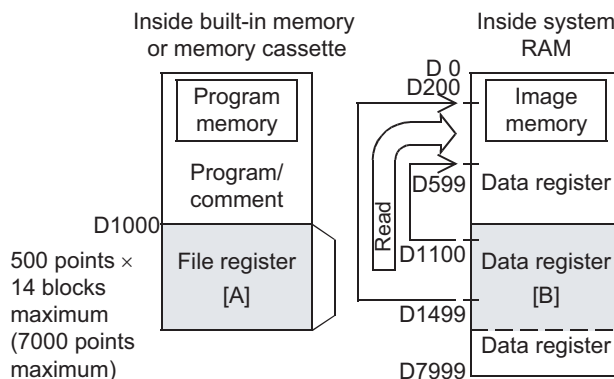 Inside built-in memory
or memory cassette
Program
memory
Program/
comment
D1000
File register
[A]
500 points ×
14 blocks
maximum
(7000 points
maximum)
Inside system
RAM
D 0
D200
Image
memory
D599
Data register
Read
D1100
Data register
[B]
D1499
Data register
D7999